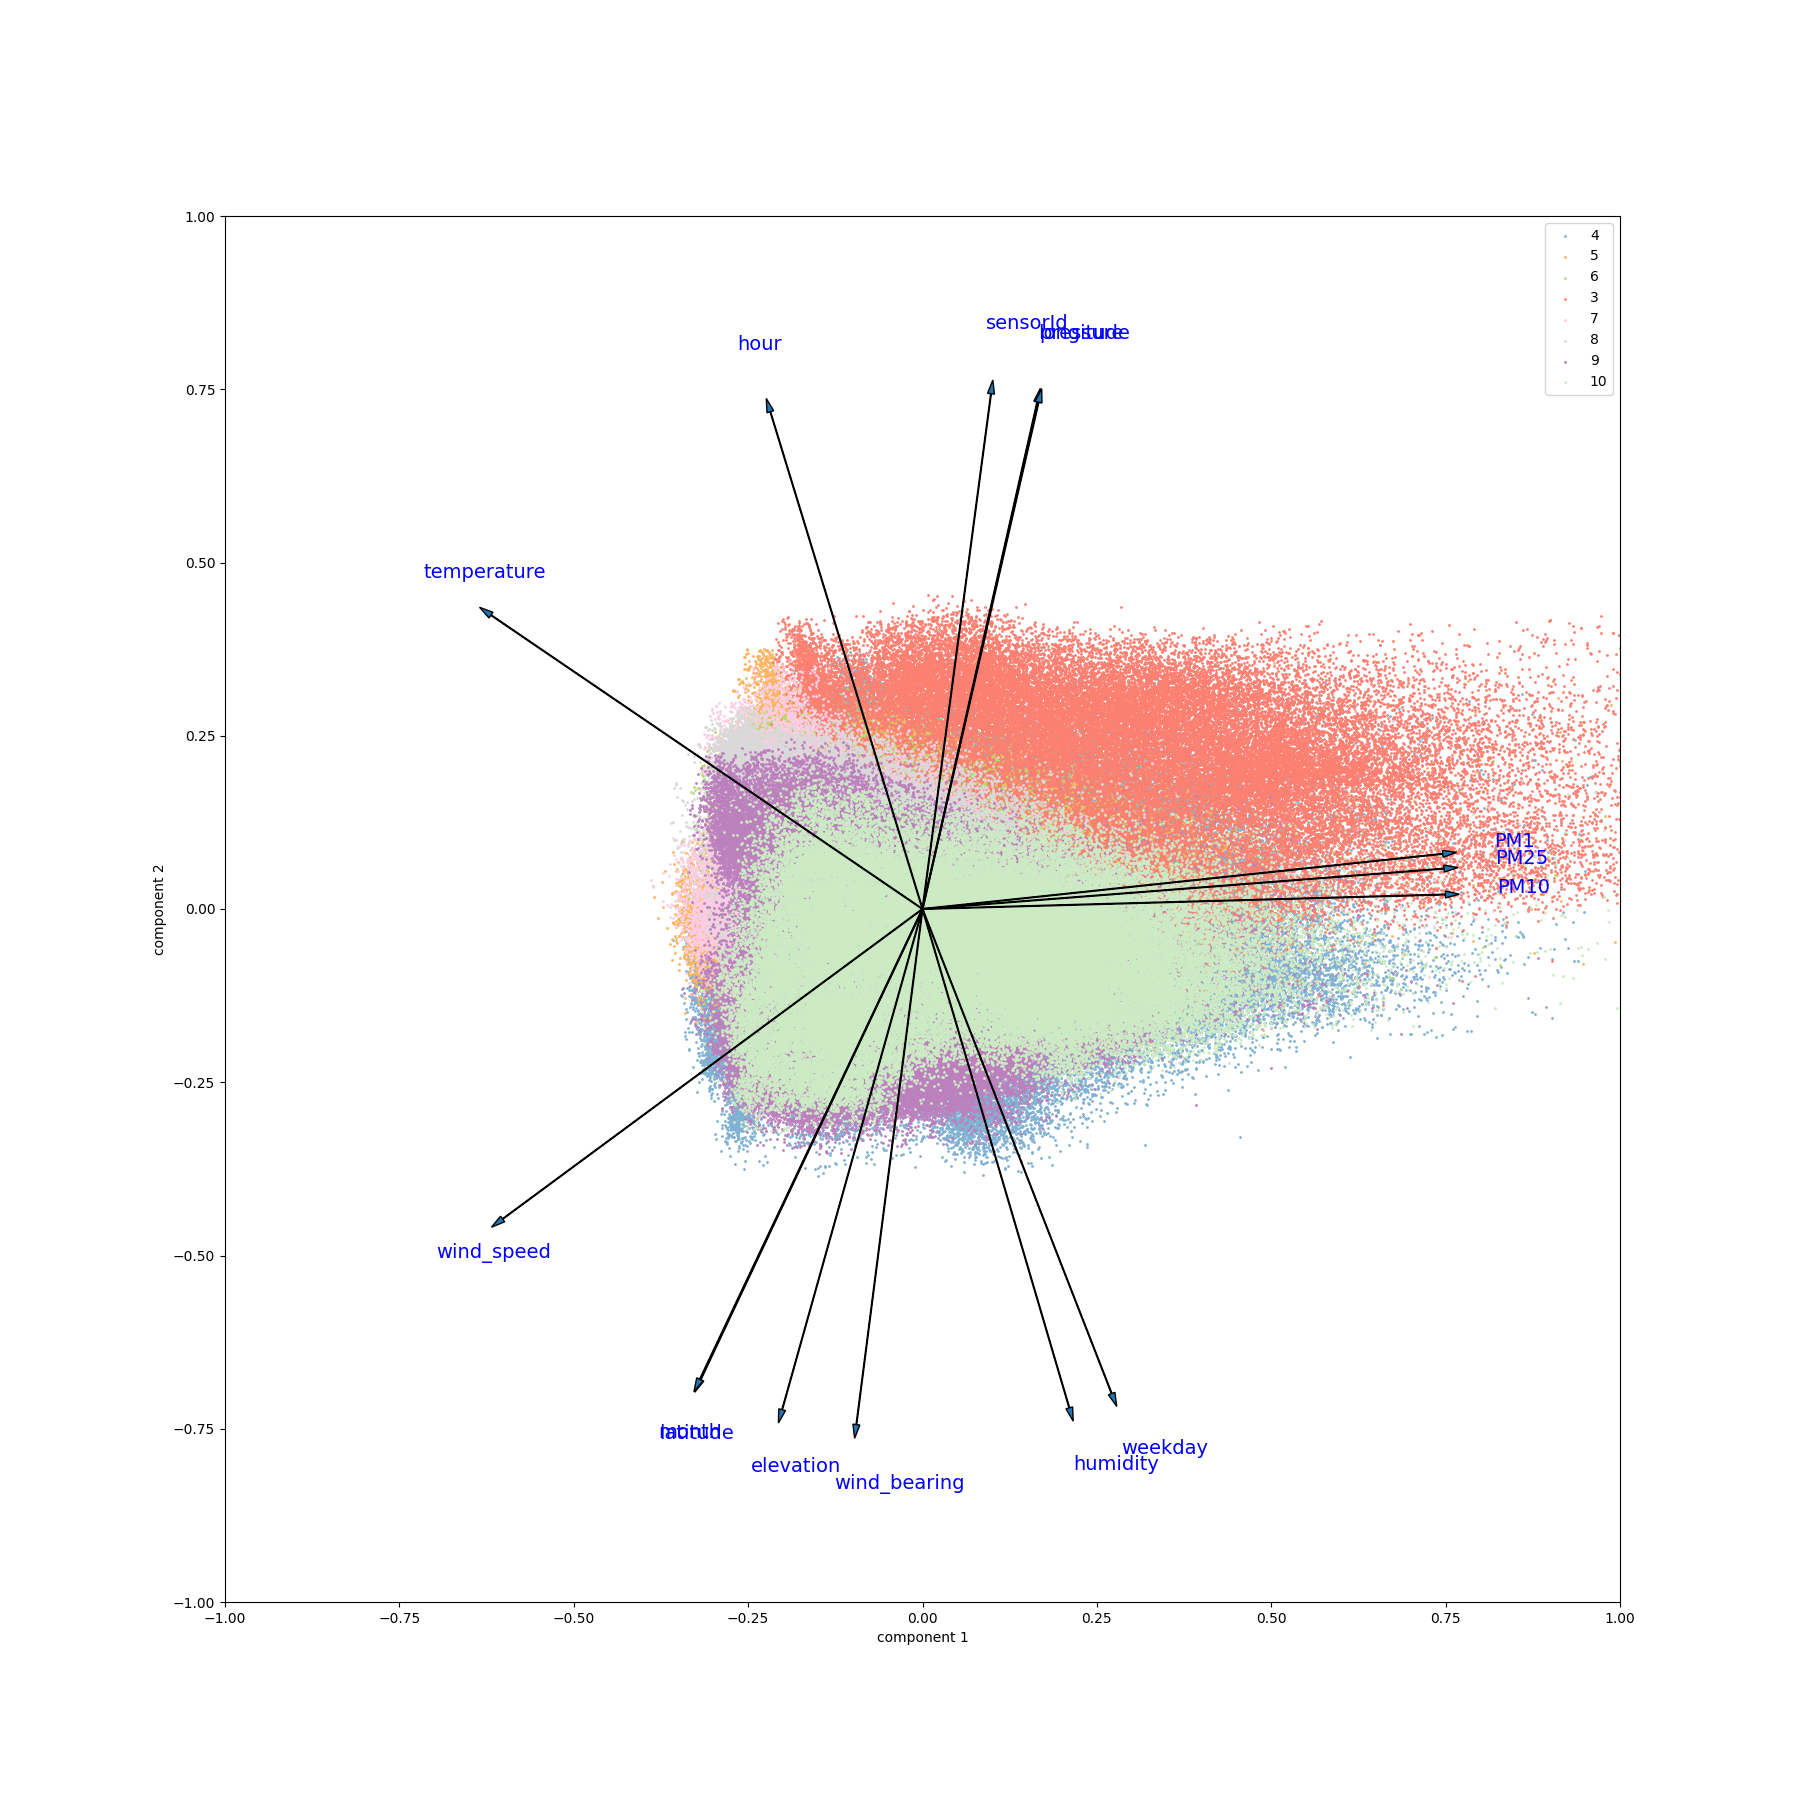 1.00
4
5
6
3
7
8
9
10
sensorId
pressure
longitude
hour
0.75
temperature
0.50
0.25
PM1
PM25
PM10
0.00
component 2
−0.25
wind_speed
−0.50
month
latitude
−0.75
weekday
humidity
elevation
wind_bearing
−1.00
−1.00
−0.75
−0.50
−0.25
0.00
0.25
0.50
0.75
1.00
component 1